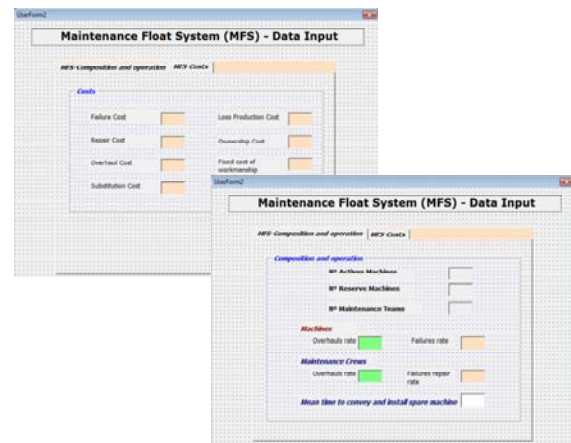 UserForm2
Maintenance Float System (MFS) - Data Input
MFS-Composition and operation MFS Costs
Costs
Failure Cost Loss Production Cost
Repair Cost Ownership Cost
Overhaul Cost Fixed cost of workmanship
Substitution Cost
UserForm2
Maintenance Float System (MFS) - Data Input
MFS-Composition and operation MFS Costs
Composition and operation
Nº Actives Machines
Nº Reserve Machines
Nº Maintenance Teams
Machines
Overhauls rate Failures rate
Maintenance Crews
Overhauls rate Failures repair rate
Mean time to convey and install spare machine